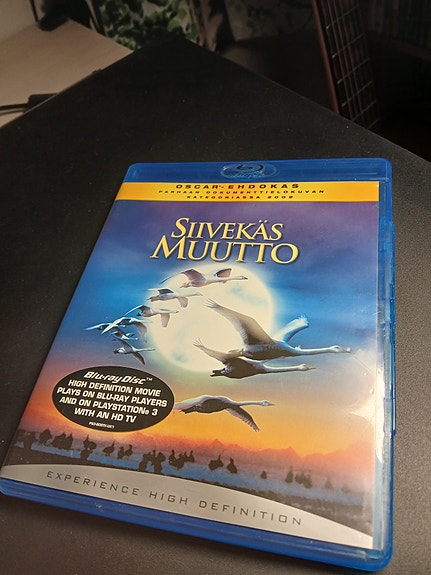 OSCAR®-EHDOKAS
PARHAAN DOKUMENTTIELOKUVAN
KATEGORIASSA 2002
SIIVEKÄS
MUUTTO
Blu-ray Disc™
HIGH DEFINITION MOVIE
PLAYS ON BLU-RAY PLAYERS
AND ON PLAYSTATION® 3
WITH AN HD TV
EXPERIENCE HIGH DEFINITION